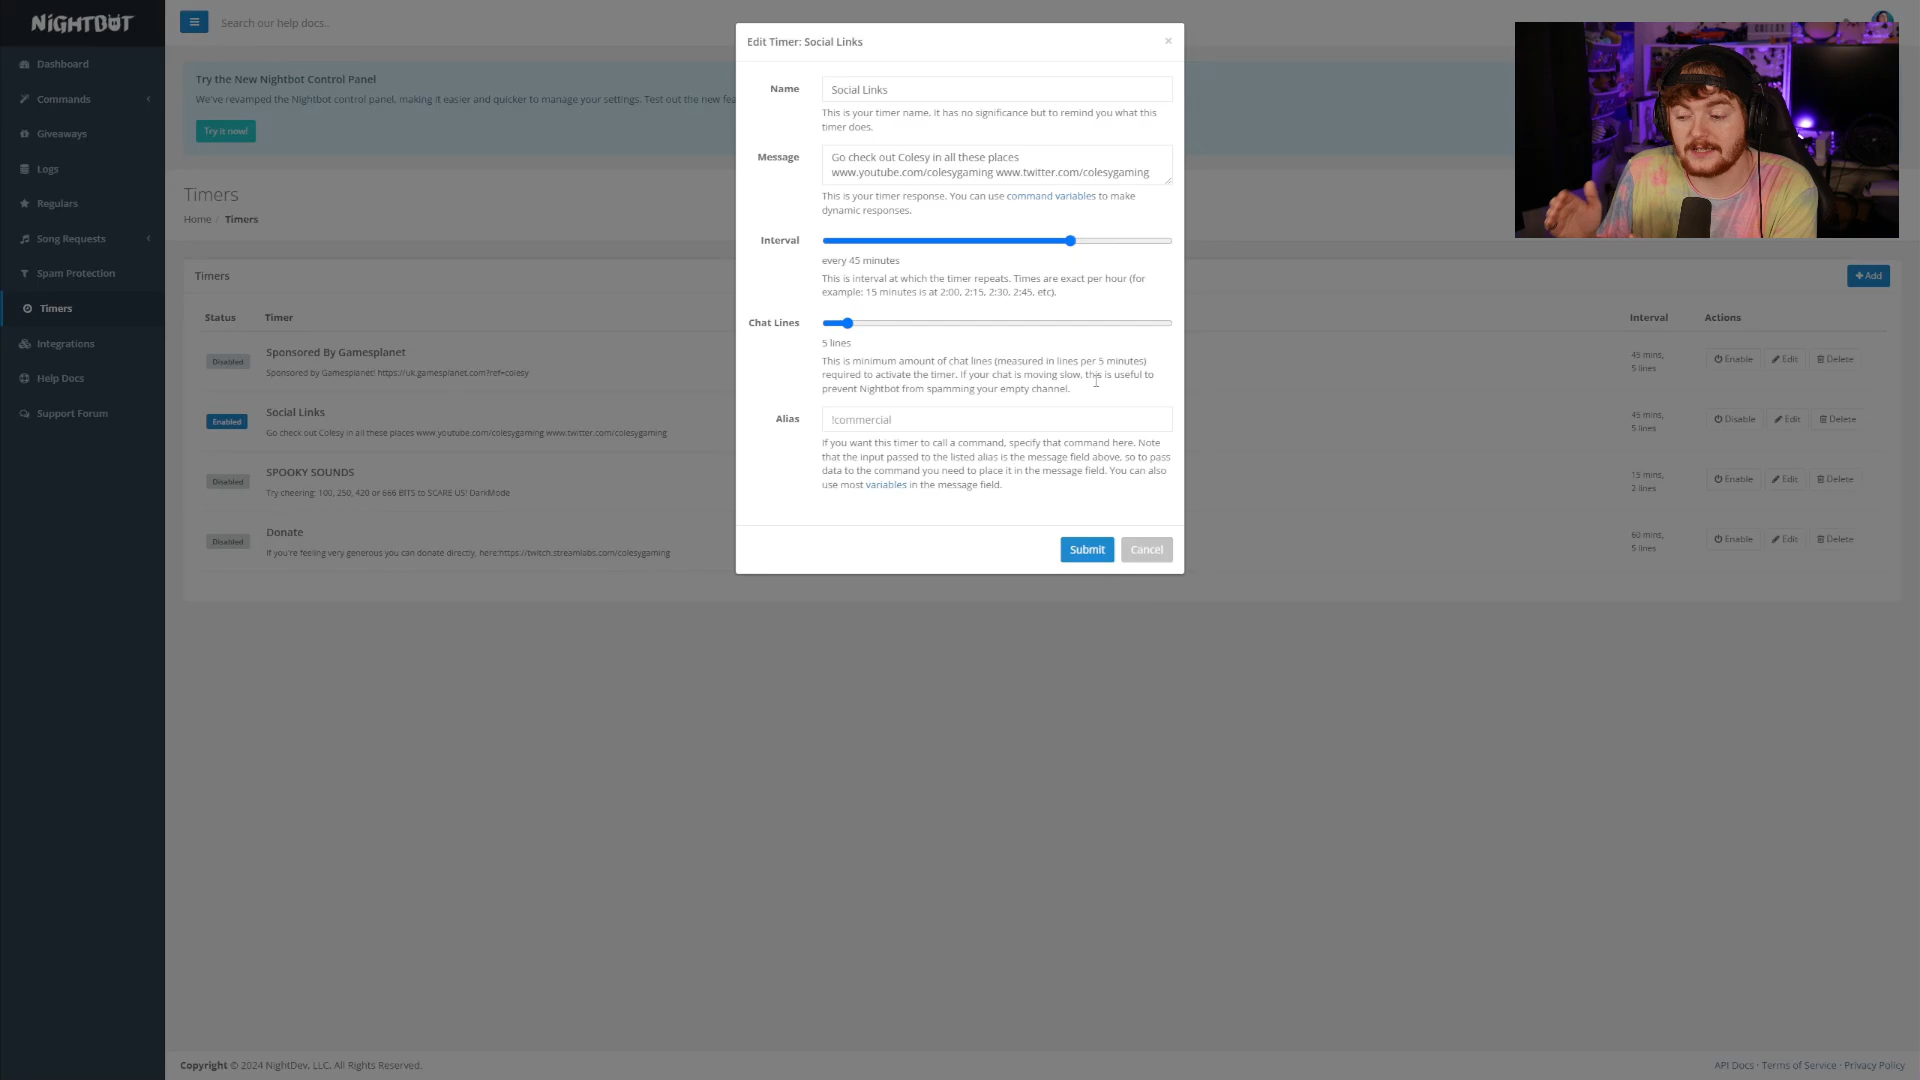 NiGHTBOT
Search our help docs...
Dashboard
Commands
Giveaways
Logs
Regulars
Song Requests
Spam Protection
Timers
Integrations
Help Docs
Support Forum
Try the New Nightbot Control Panel
We've revamped the Nightbot control panel, making it easier and quicker to manage your settings. Test out the new fea
Try it now!
Timers
Home / Timers
Timers
+ Add
Status Timer Interval Actions
Disabled
Sponsored By Gamesplanet
Sponsored by Gamesplanet! https://uk.gamesplanet.com?ref=colesy
45 mins,
5 lines
Enable Edit Delete
Enabled
Social Links
Go check out Colesy in all these places www.youtube.com/colesygaming www.twitter.com/colesygaming
45 mins,
5 lines
Disable Edit Delete
Disabled
SPOOKY SOUNDS
Try cheering: 100, 250, 420 or 666 BITS to SCARE US! DarkMode
15 mins,
2 lines
Enable Edit Delete
Disabled
Donate
If you're feeling very generous you can donate directly, here:https://twitch.streamlabs.com/colesygaming
60 mins,
5 lines
Enable Edit Delete
Edit Timer: Social Links
×
Name
Social Links
This is your timer name. It has no significance but to remind you what this
timer does.
Message
Go check out Colesy in all these places
www.youtube.com/colesygaming www.twitter.com/colesygaming
This is your timer response. You can use command variables to make
dynamic responses.
Interval
every 45 minutes
This is interval at which the timer repeats. Times are exact per hour (for
example: 15 minutes is at 2:00, 2:15, 2:30, 2:45, etc).
Chat Lines
5 lines
This is minimum amount of chat lines (measured in lines per 5 minutes)
required to activate the timer. If your chat is moving slow, this is useful to
prevent Nightbot from spamming your empty channel.
Alias
!commercial
If you want this timer to call a command, specify that command here. Note
that the input passed to the listed alias is the message field above, so to pass
data to the command you need to place it in the message field. You can also
use most variables in the message field.
Submit Cancel
Copyright © 2024 NightDev, LLC. All Rights Reserved.
API Docs · Terms of Service · Privacy Policy